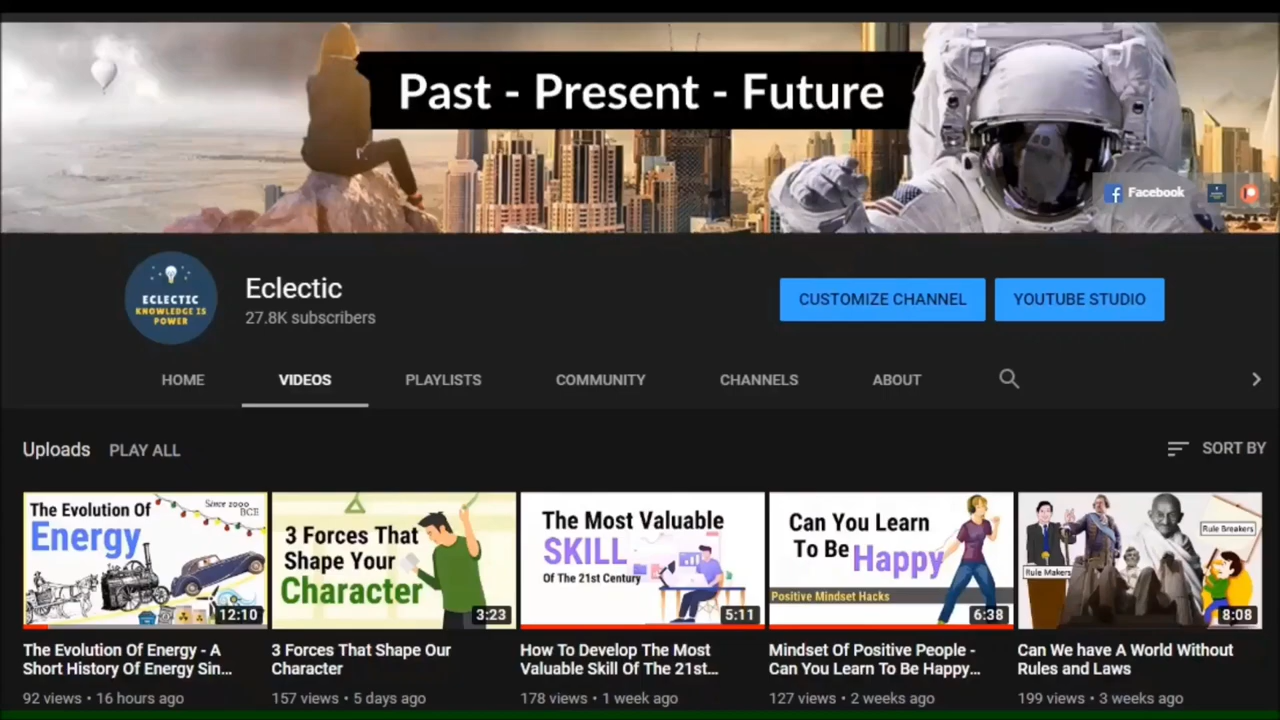 Past - Present - Future
Facebook
ECLECTIC
KNOWLEDGE IS
POWER
Eclectic
27.8K subscribers
CUSTOMIZE CHANNEL
YOUTUBE STUDIO
HOME
VIDEOS
PLAYLISTS
COMMUNITY
CHANNELS
ABOUT
Uploads
PLAY ALL
SORT BY
The Evolution Of
Energy
Since 2000
BCE
12:10
3 Forces That
Shape Your
Character
3:23
The Most Valuable
SKILL
Of The 21st Century
5:11
Can You Learn
To Be Happy
Positive Mindset Hacks
6:38
Rule Breakers
Rule Makers
8:08
The Evolution Of Energy - A
Short History Of Energy Sin...
92 views • 16 hours ago
3 Forces That Shape Our
Character
157 views • 5 days ago
How To Develop The Most
Valuable Skill Of The 21st...
178 views • 1 week ago
Mindset Of Positive People -
Can You Learn To Be Happy...
127 views • 2 weeks ago
Can We have A World Without
Rules and Laws
199 views • 3 weeks ago